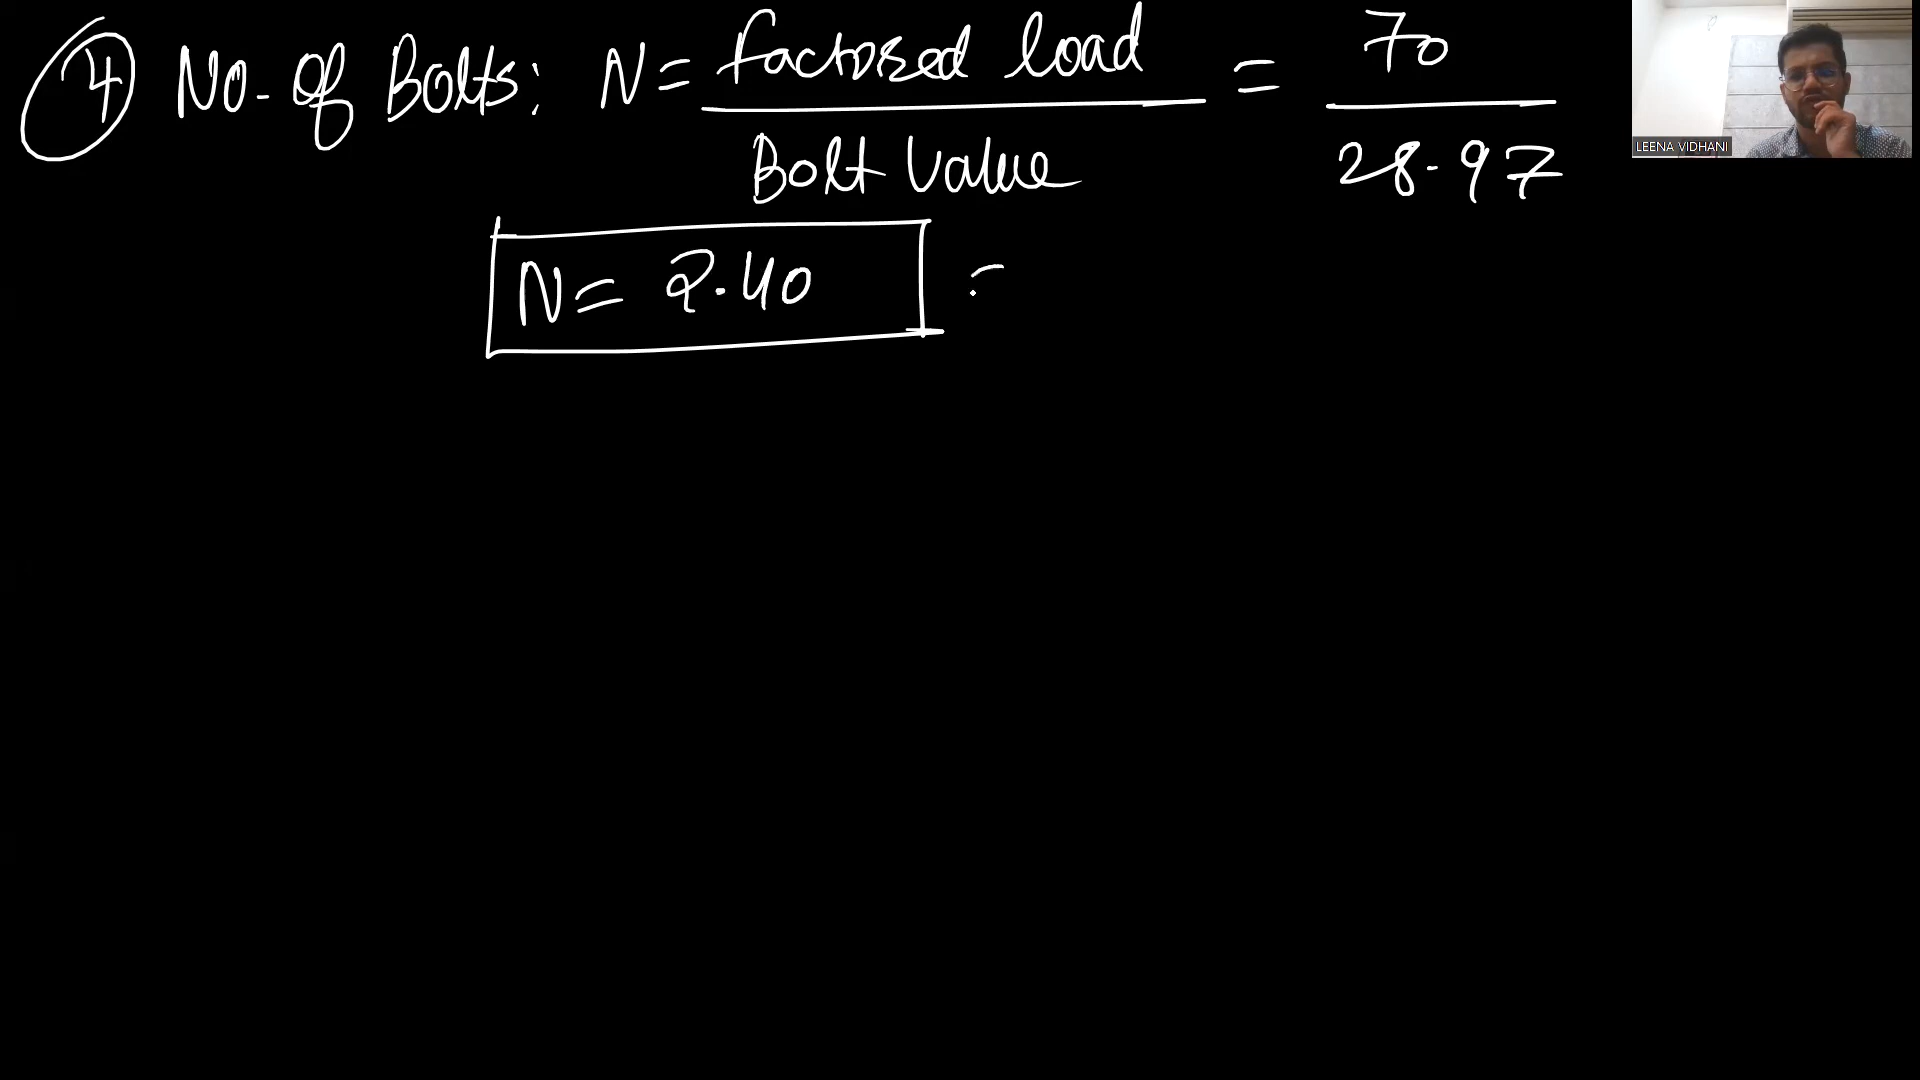 ④ No. of Bolts: N = factored load / Bolt Value = 70 / 28.97
N = 2.40 =
LEENA VIDHANI